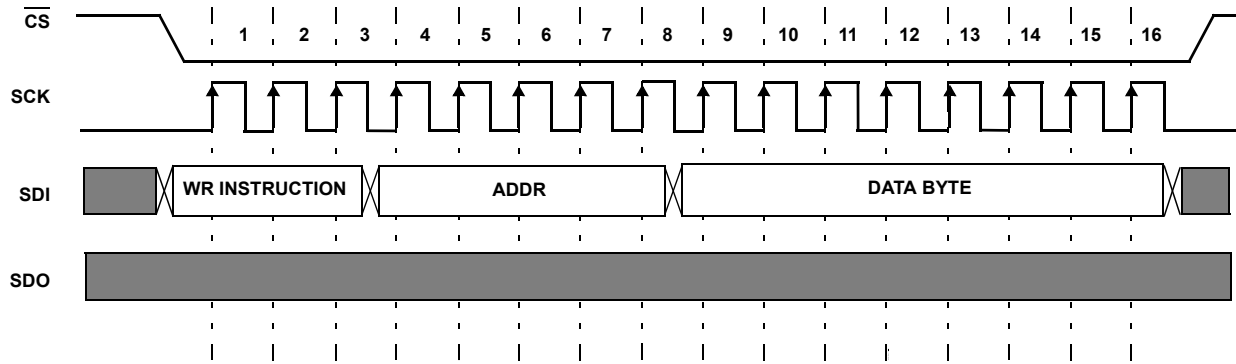 CS 1 2 3 4 5 6 7 8 9 10 11 12 13 14 15 16
SCK
SDI WR INSTRUCTION ADDR DATA BYTE
SDO